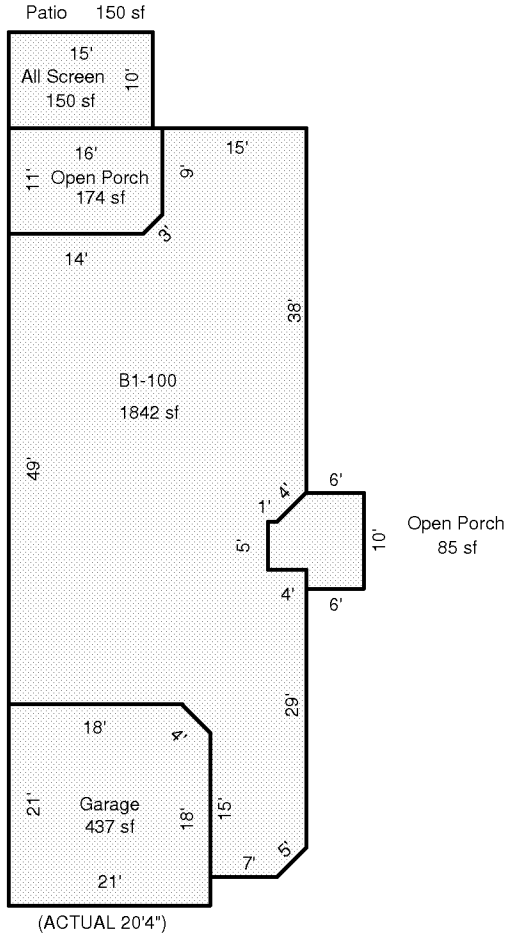 Patio 150 sf
15'
All Screen
150 sf
10'
16'
11'
Open Porch
174 sf
9'
15'
3'
14'
38'
B1-100
1842 sf
49'
6'
4'
1'
5'
10'
Open Porch
85 sf
4'
6'
29'
18'
4'
21'
Garage
437 sf
18'
15'
21'
7'
5'
(ACTUAL 20'4")